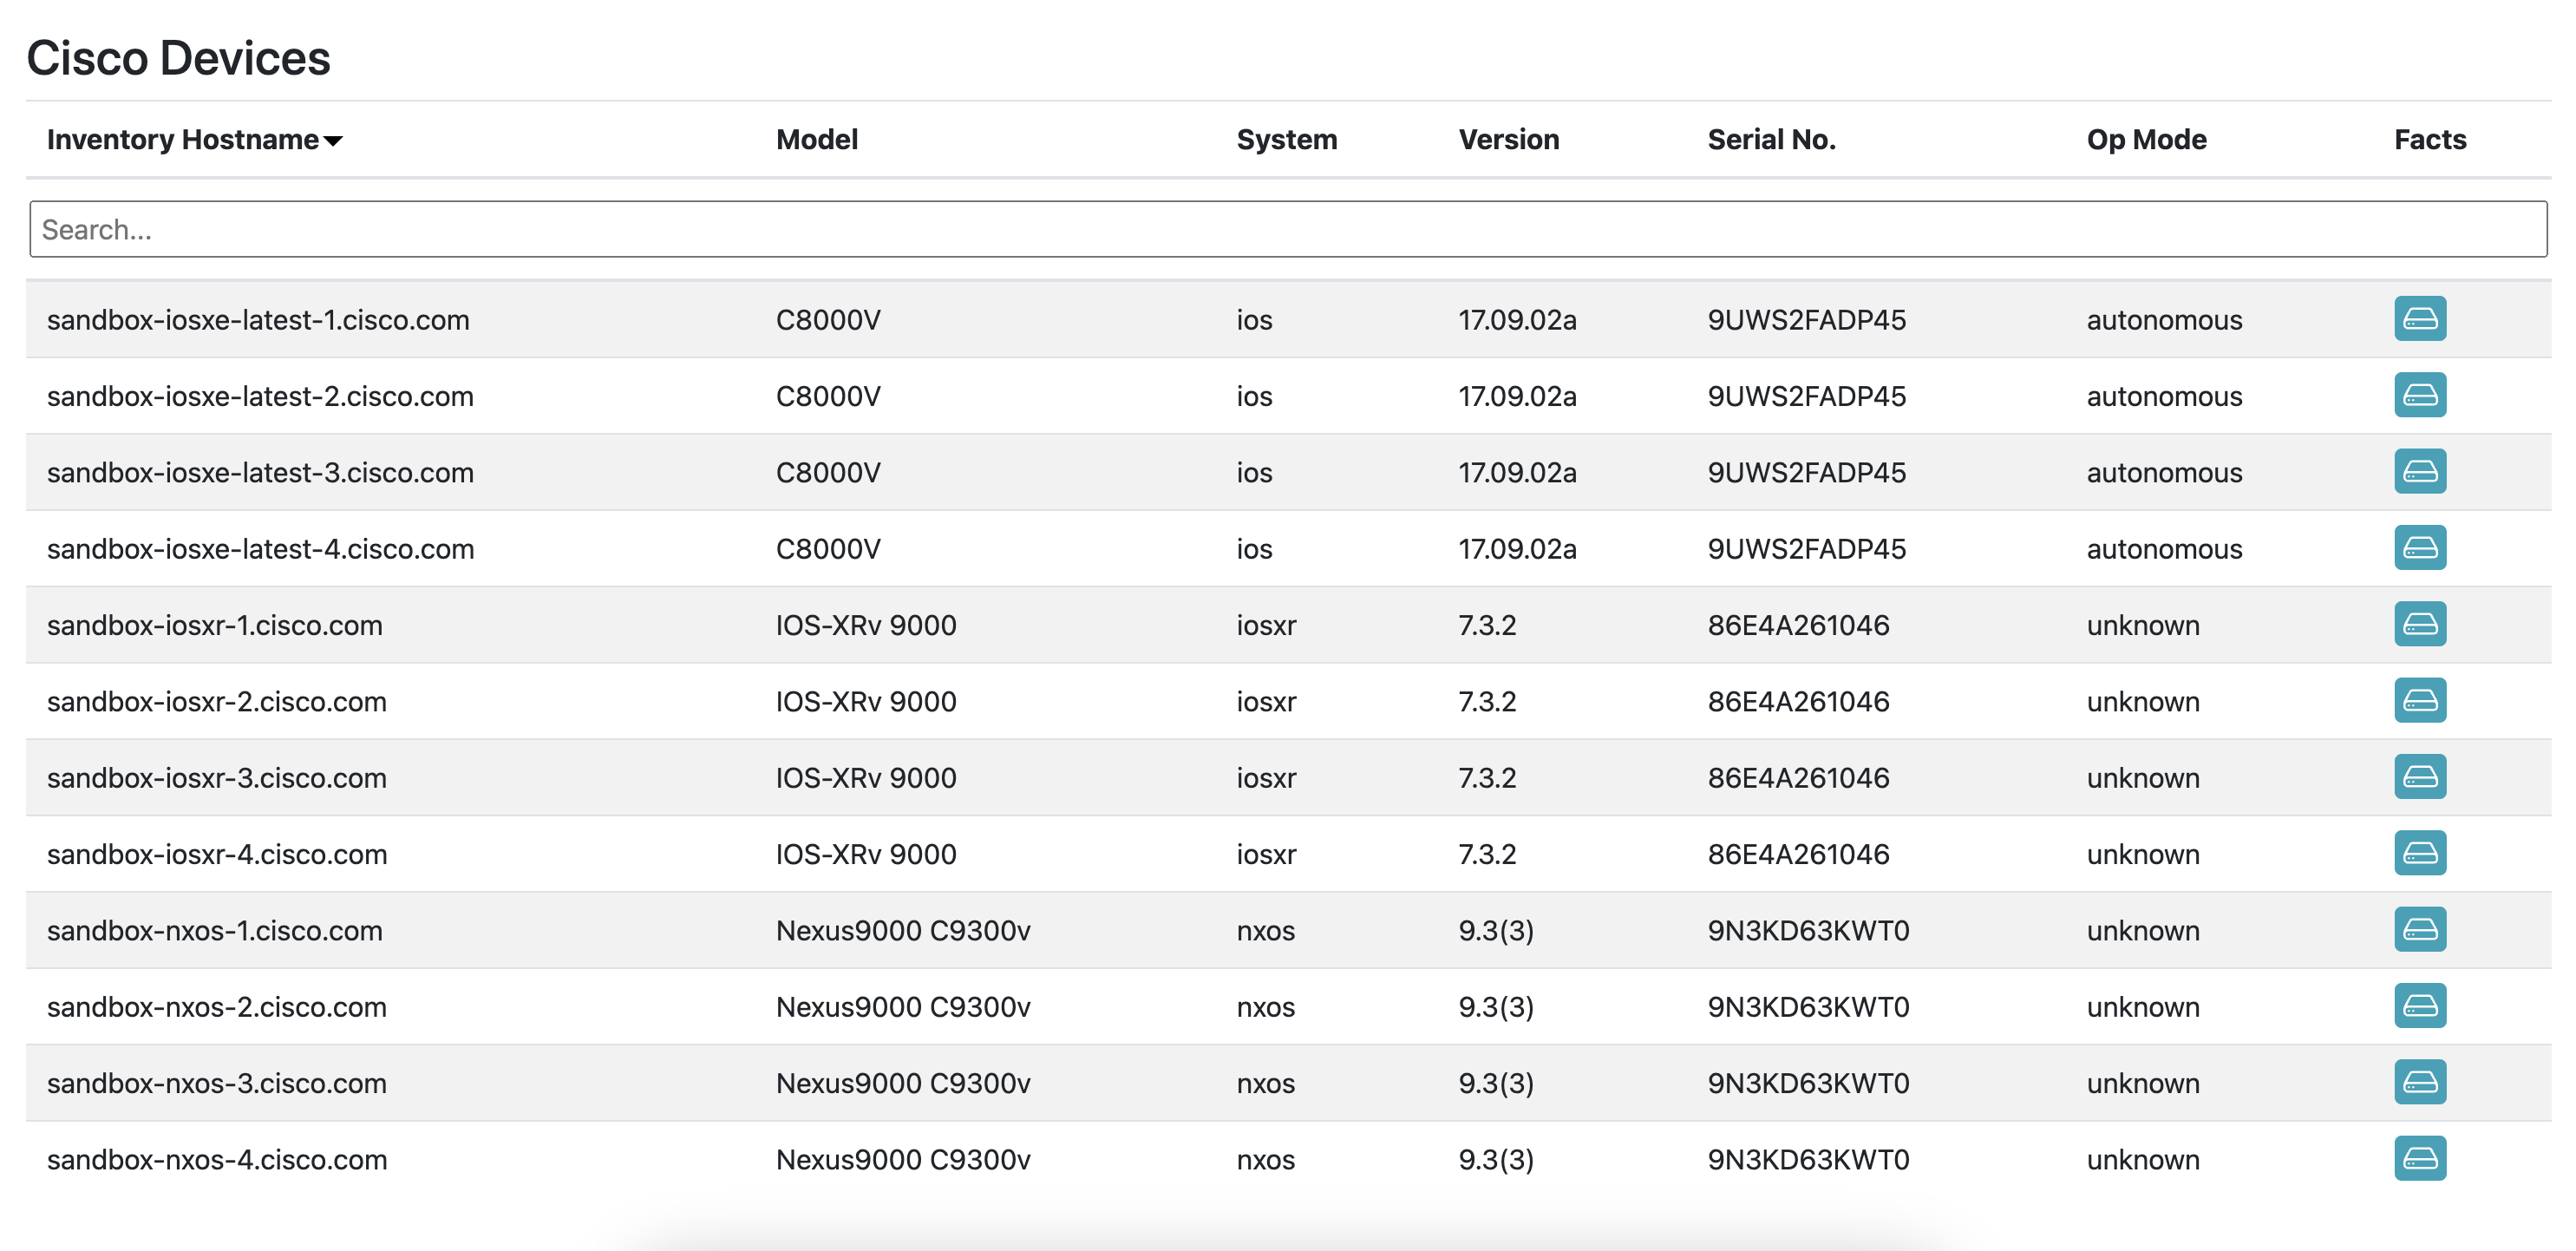 Cisco Devices
Inventory Hostname Model System Version Serial No. Op Mode Facts
Search...
sandbox-iosxe-latest-1.cisco.com C8000V ios 17.09.02a 9UWS2FADP45 autonomous
sandbox-iosxe-latest-2.cisco.com C8000V ios 17.09.02a 9UWS2FADP45 autonomous
sandbox-iosxe-latest-3.cisco.com C8000V ios 17.09.02a 9UWS2FADP45 autonomous
sandbox-iosxe-latest-4.cisco.com C8000V ios 17.09.02a 9UWS2FADP45 autonomous
sandbox-iosxr-1.cisco.com IOS-XRv 9000 iosxr 7.3.2 86E4A261046 unknown
sandbox-iosxr-2.cisco.com IOS-XRv 9000 iosxr 7.3.2 86E4A261046 unknown
sandbox-iosxr-3.cisco.com IOS-XRv 9000 iosxr 7.3.2 86E4A261046 unknown
sandbox-iosxr-4.cisco.com IOS-XRv 9000 iosxr 7.3.2 86E4A261046 unknown
sandbox-nxos-1.cisco.com Nexus9000 C9300v nxos 9.3(3) 9N3KD63KWT0 unknown
sandbox-nxos-2.cisco.com Nexus9000 C9300v nxos 9.3(3) 9N3KD63KWT0 unknown
sandbox-nxos-3.cisco.com Nexus9000 C9300v nxos 9.3(3) 9N3KD63KWT0 unknown
sandbox-nxos-4.cisco.com Nexus9000 C9300v nxos 9.3(3) 9N3KD63KWT0 unknown